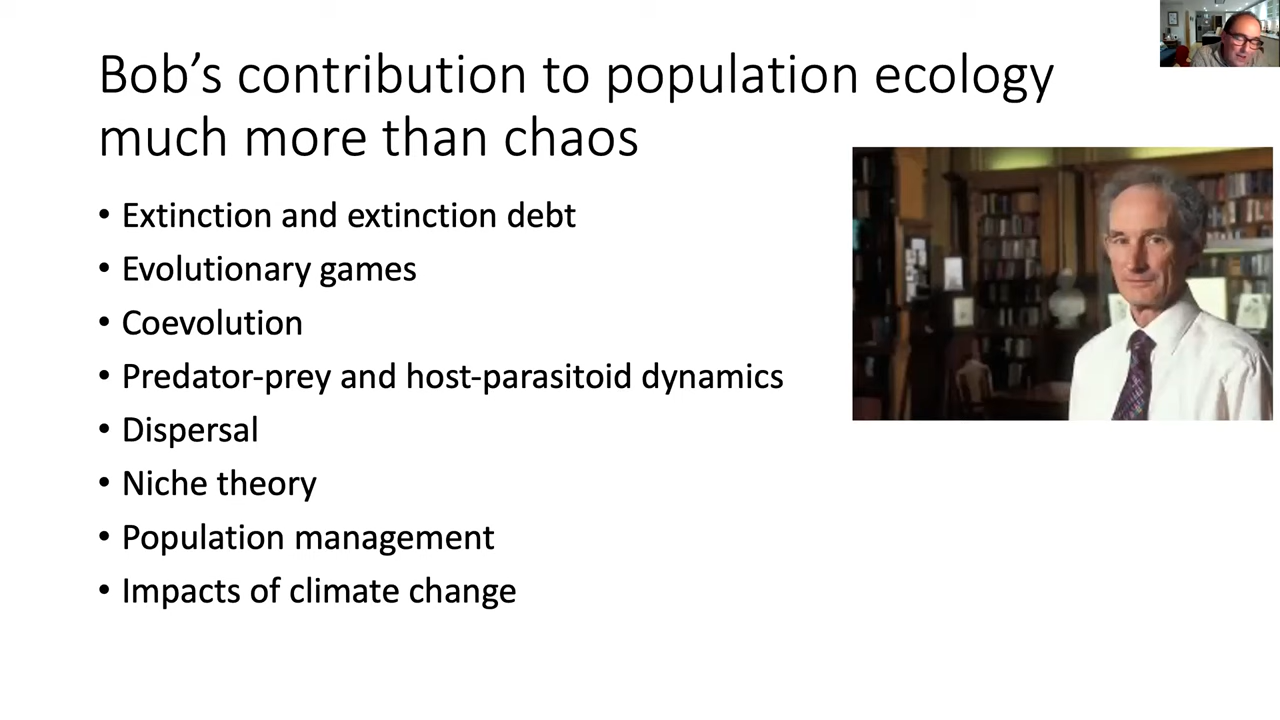 Bob’s contribution to population ecology
much more than chaos
• Extinction and extinction debt
• Evolutionary games
• Coevolution
• Predator-prey and host-parasitoid dynamics
• Dispersal
• Niche theory
• Population management
• Impacts of climate change